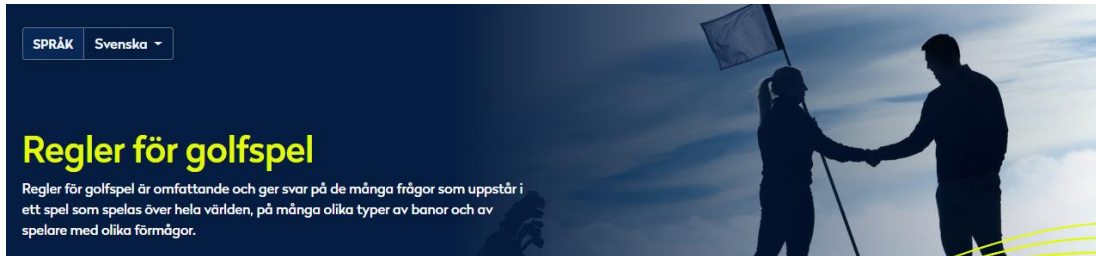 SPRÅK Svenska
Regler för golfspel
Regler för golfspel är omfattande och ger svar på de många frågor som uppstår i
ett spel som spelas över hela världen, på många olika typer av banor och av
spelare med olika förmågor.